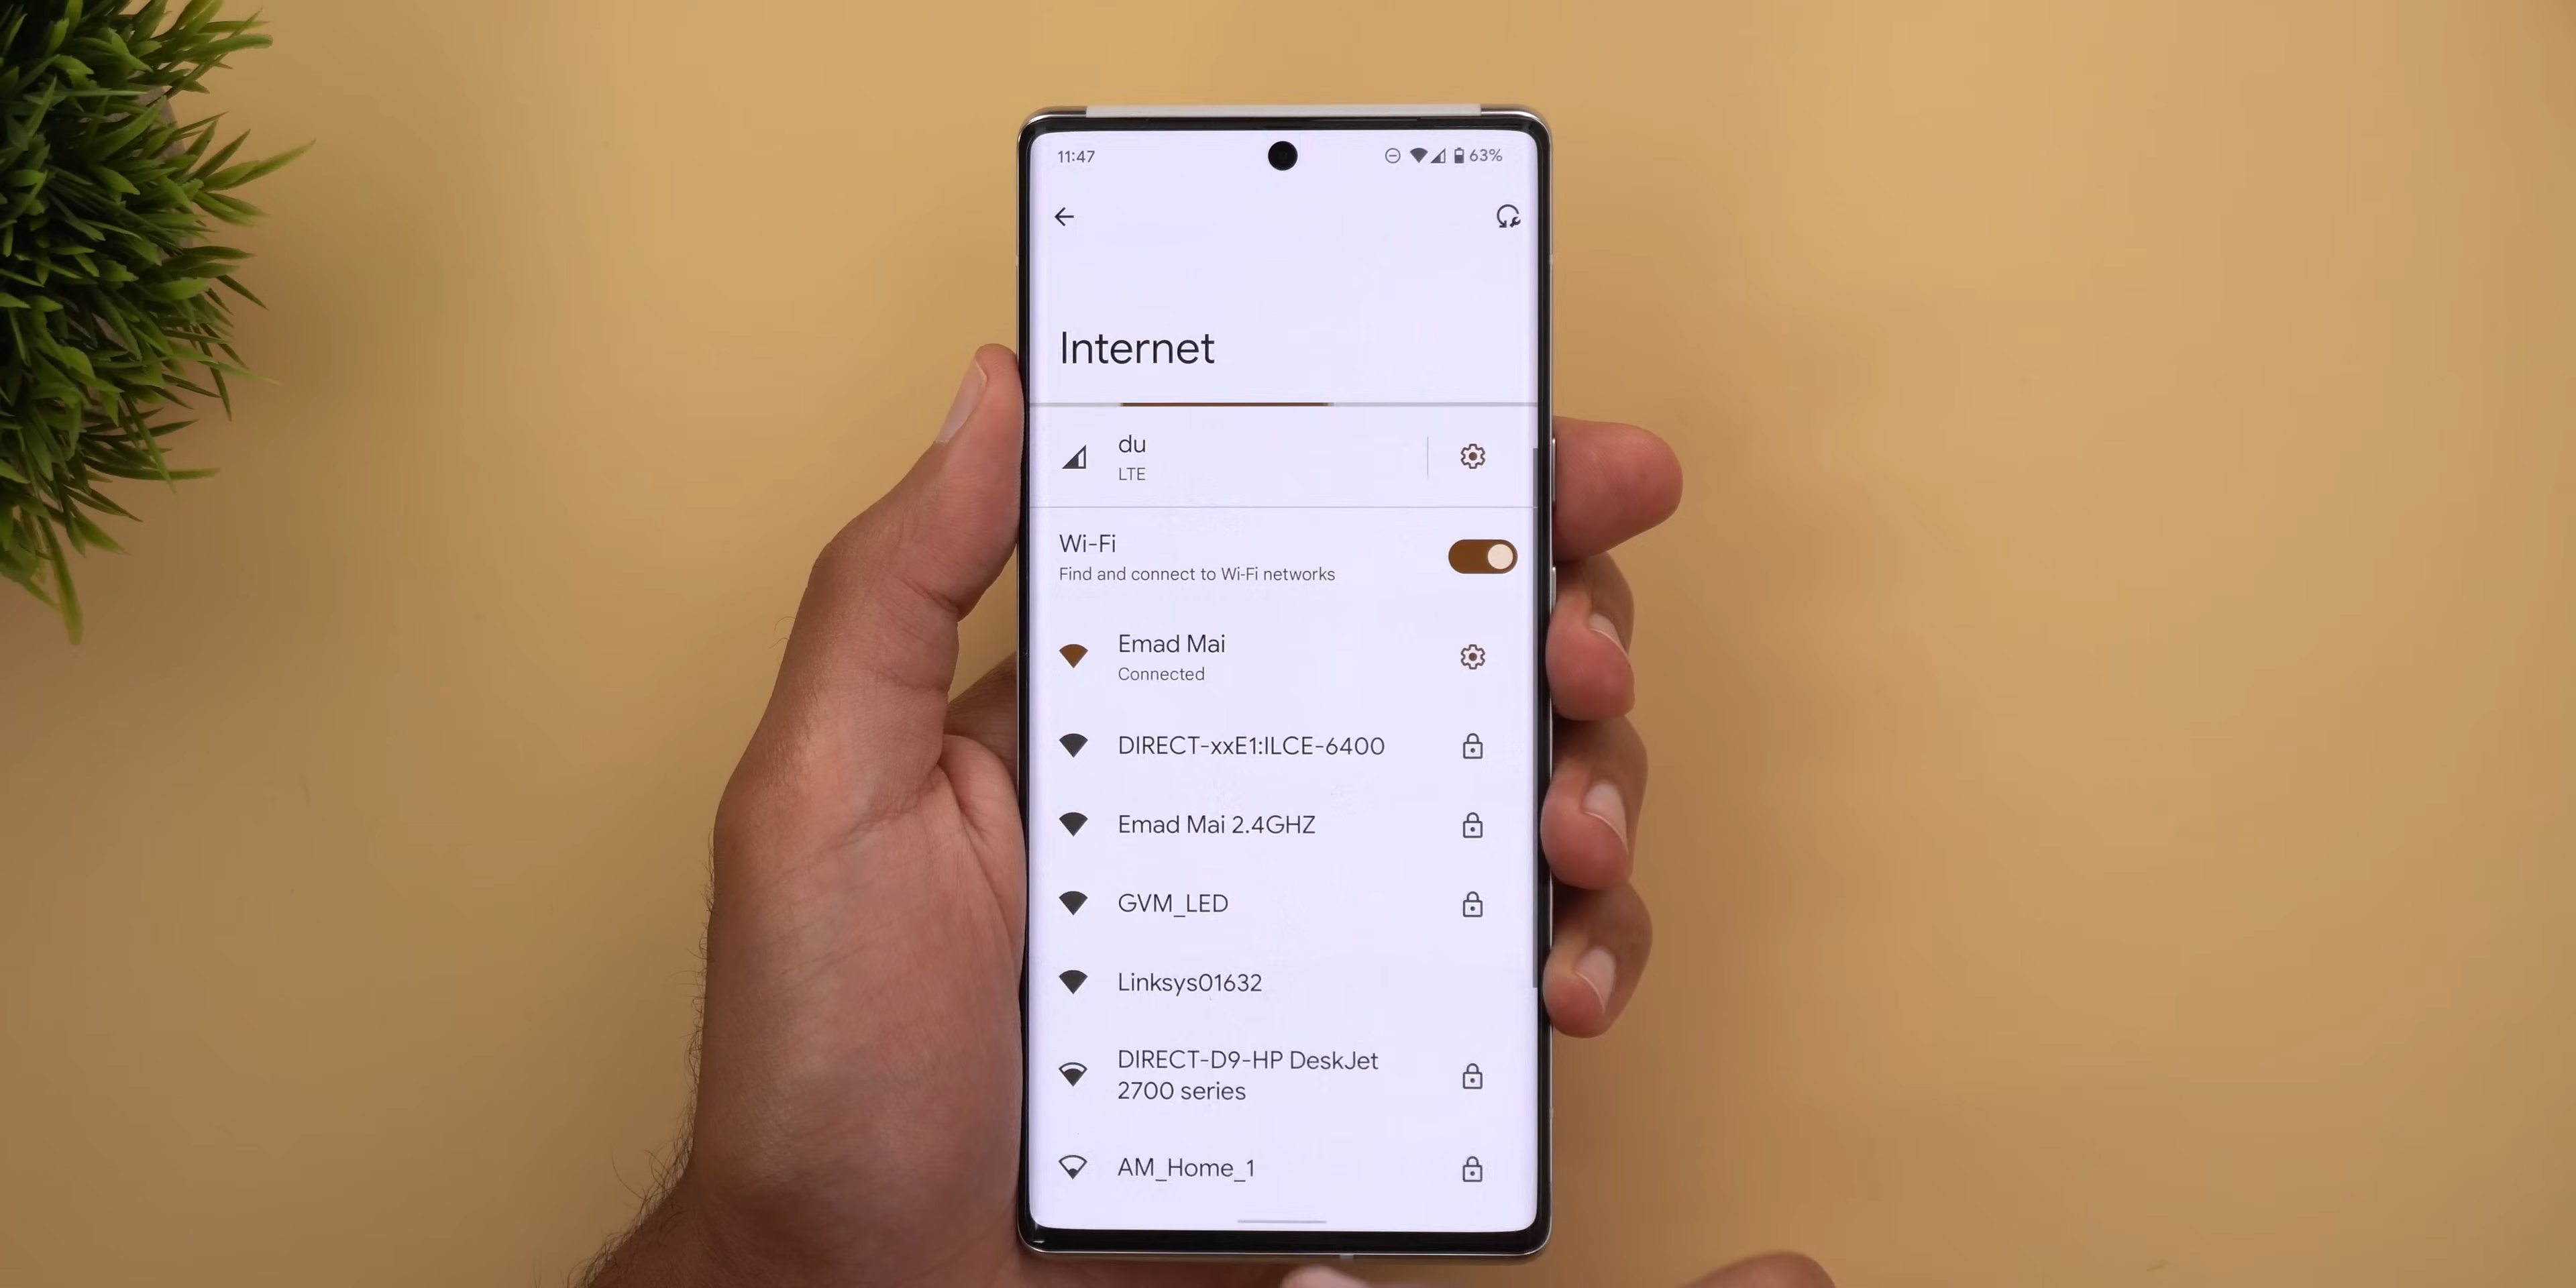 11:47 63%
Internet
du
LTE
Wi-Fi
Find and connect to Wi-Fi networks
Emad Mai
Connected
DIRECT-xxE1:ILCE-6400
Emad Mai 2.4GHZ
GVM_LED
Linksys01632
DIRECT-D9-HP DeskJet
2700 series
AM_Home_1